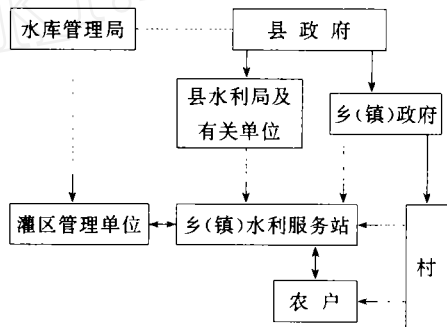 水库管理局
县政府
县水利局及
有关单位
乡(镇)政府
灌区管理单位
乡(镇)水利服务站
村
农户